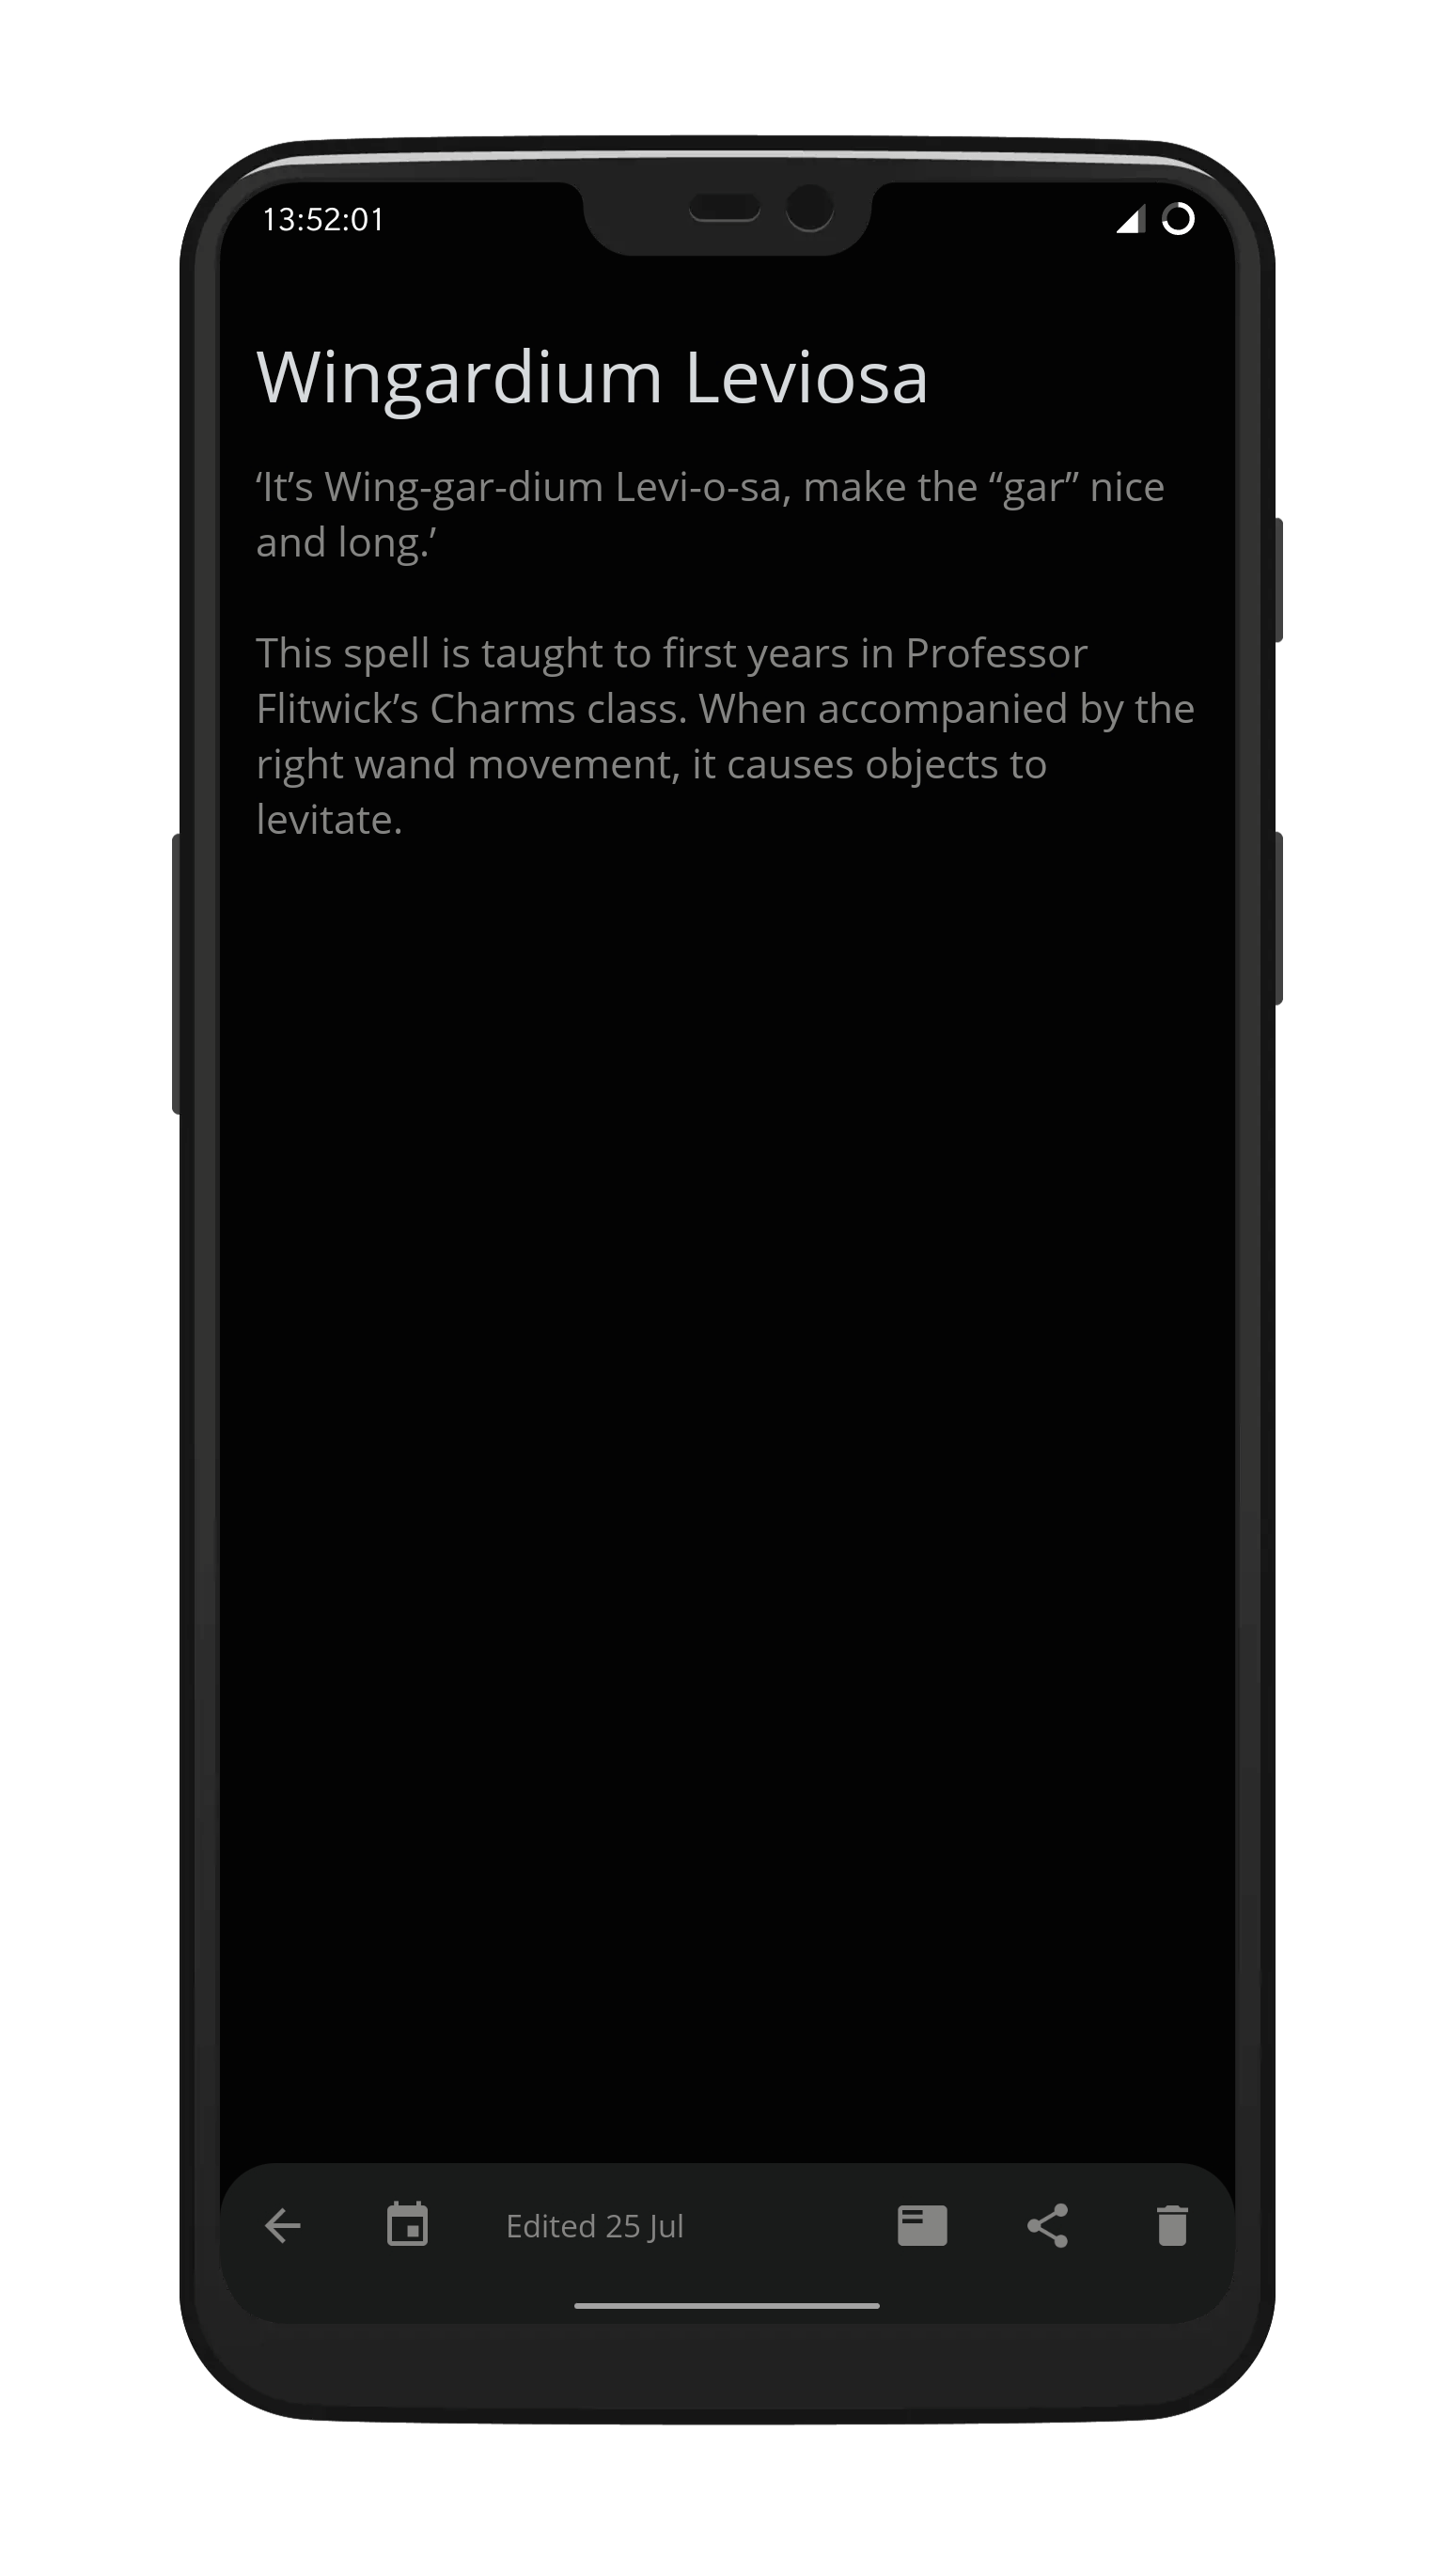 13:52:01
Wingardium Leviosa
‘It’s Wing-gar-dium Levi-o-sa, make the “gar” nice
and long.’
This spell is taught to first years in Professor
Flitwick’s Charms class. When accompanied by the
right wand movement, it causes objects to
levitate.
Edited 25 Jul